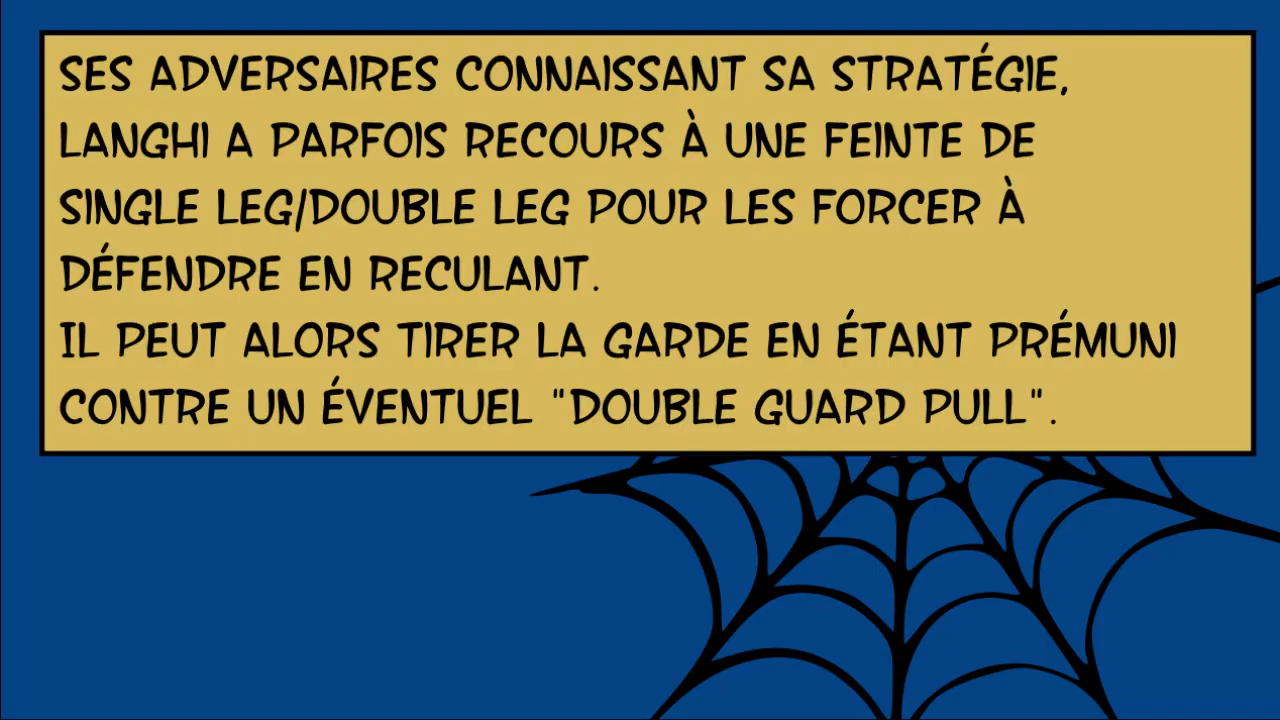 SES ADVERSAIRES CONNAISSANT SA STRATÉGIE,
LANGHI A PARFOIS RECOURS À UNE FEINTE DE
SINGLE LEG/DOUBLE LEG POUR LES FORCER À
DÉFENDRE EN RECULANT.
IL PEUT ALORS TIRER LA GARDE EN ÉTANT PRÉMUNI
CONTRE UN ÉVENTUEL "DOUBLE GUARD PULL".